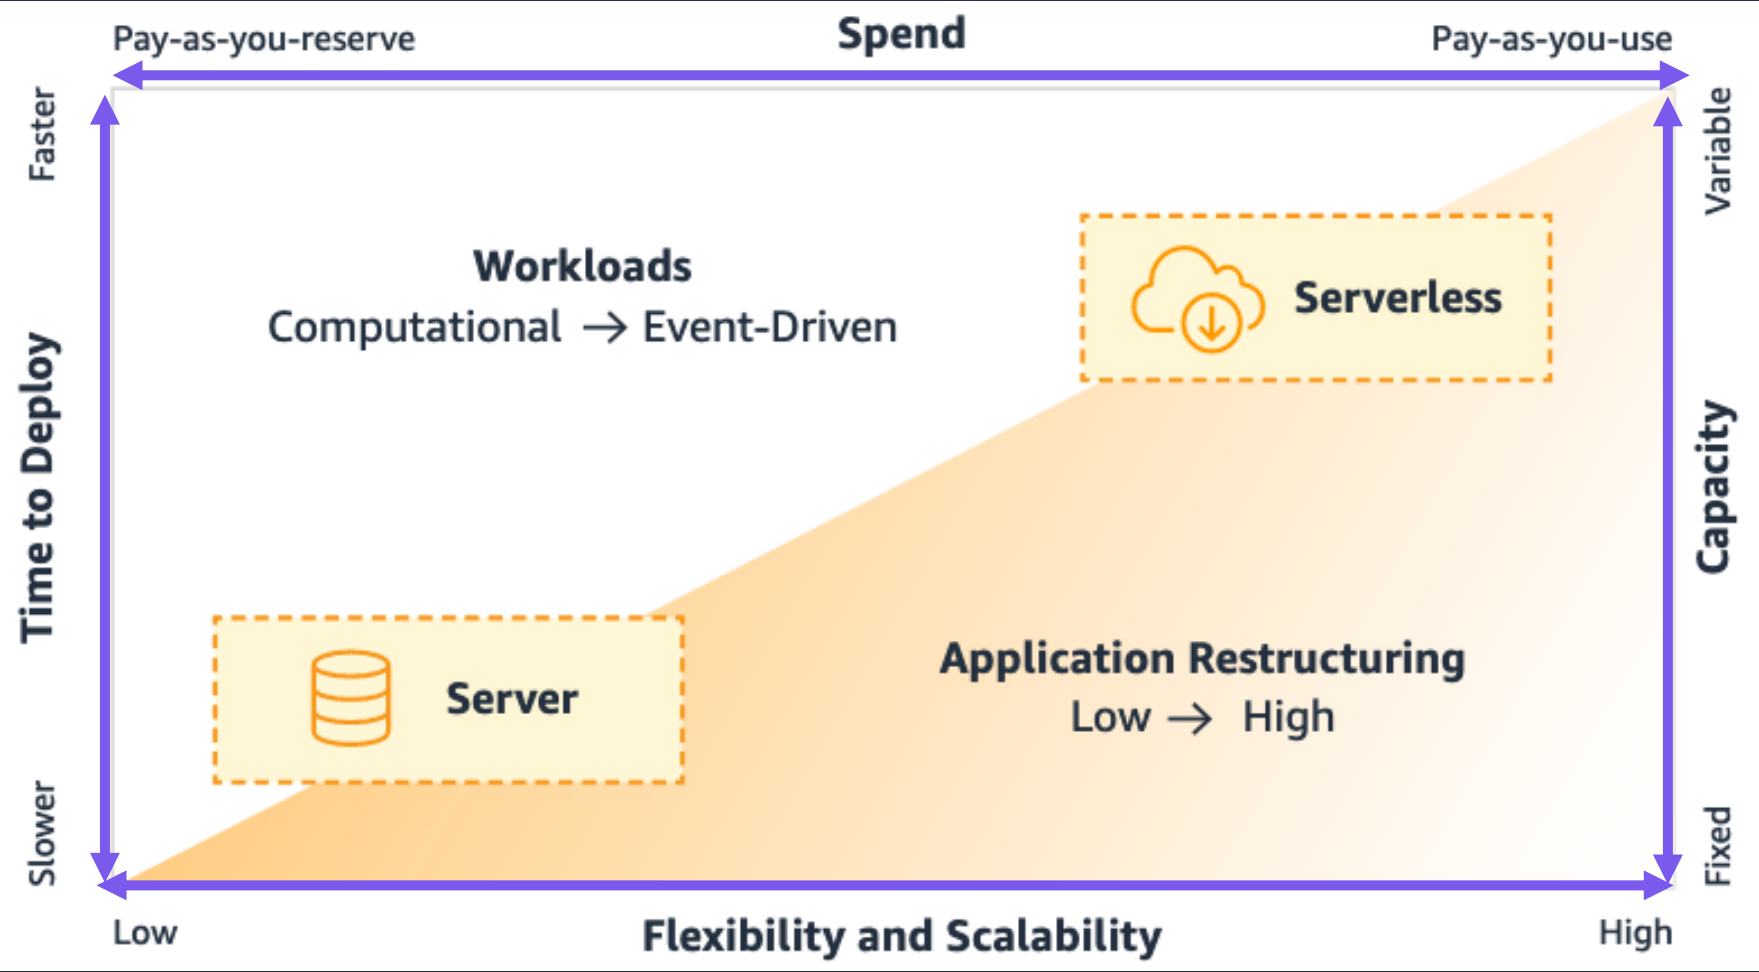 Pay-as-you-reserve
Spend
Pay-as-you-use
Faster
Variable
Workloads
Computational → Event-Driven
Serverless
Time to Deploy
Capacity
Server
Application Restructuring
Low → High
Slower
Fixed
Low
Flexibility and Scalability
High